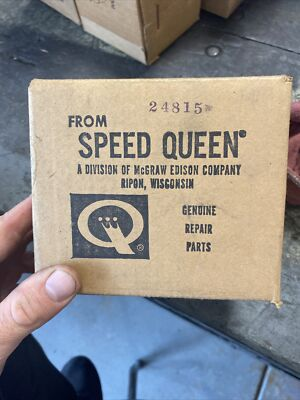 24815*
FROM
SPEED QUEEN®
A DIVISION OF McGRAW EDISON COMPANY
RIPON, WISCONSIN
Q®
GENUINE
REPAIR
PARTS